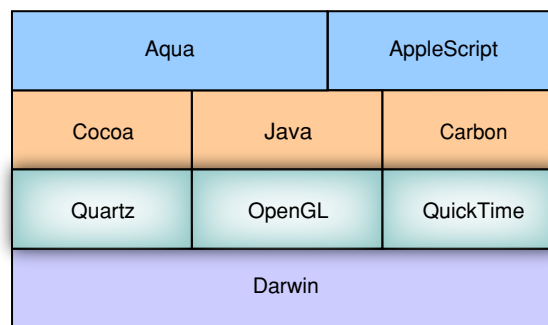 Aqua AppleScript
Cocoa Java Carbon
Quartz OpenGL QuickTime
Darwin